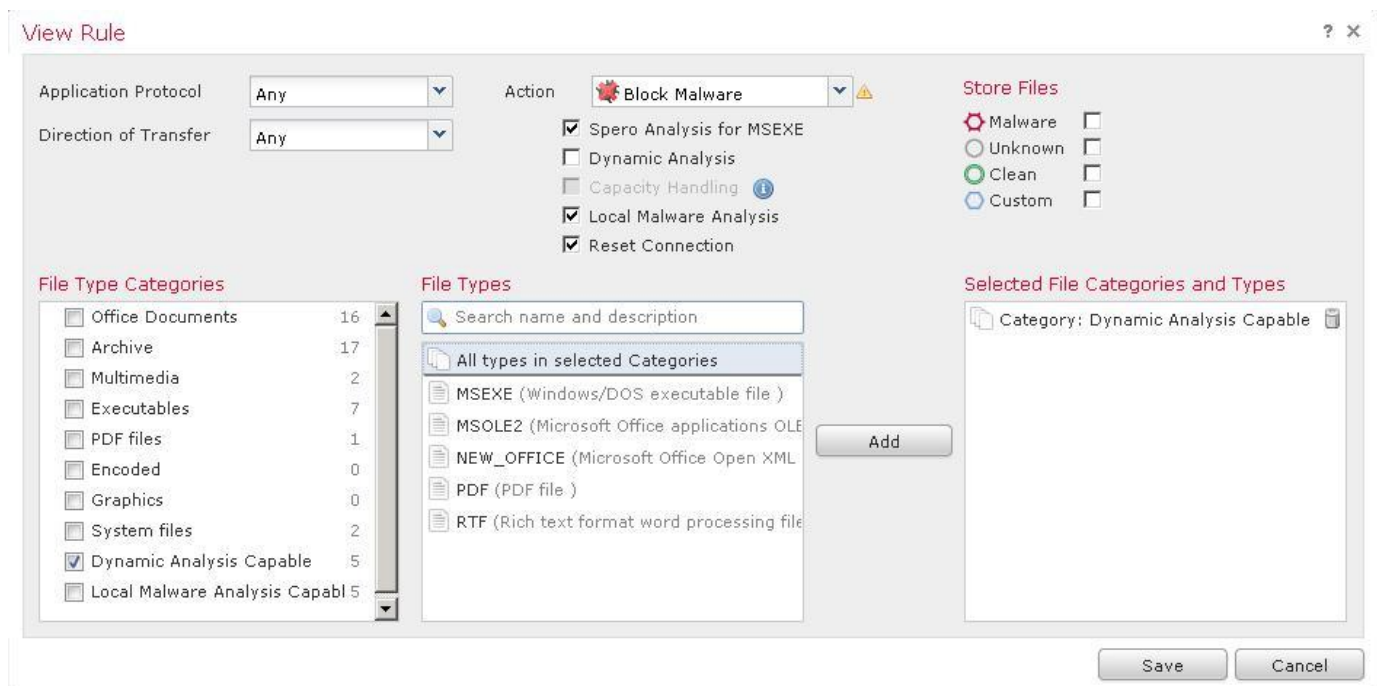 View Rule
?
Application Protocol
Any
Direction of Transfer
Any
Action
Block Malware
Spero Analysis for MSEXE
Dynamic Analysis
Capacity Handling
Local Malware Analysis
Reset Connection
Store Files
Malware
Unknown
Clean
Custom
File Type Categories
Office Documents 16
Archive 17
Multimedia 2
Executables 7
PDF files 1
Encoded 0
Graphics 0
System files 2
Dynamic Analysis Capable 5
Local Malware Analysis Capabl 5
File Types
Search name and description
All types in selected Categories
MSEXE (Windows/DOS executable file )
MSOLE2 (Microsoft Office applications OLE
NEW_OFFICE (Microsoft Office Open XML
PDF (PDF file )
RTF (Rich text format word processing file
Add
Selected File Categories and Types
Category: Dynamic Analysis Capable
Save
Cancel